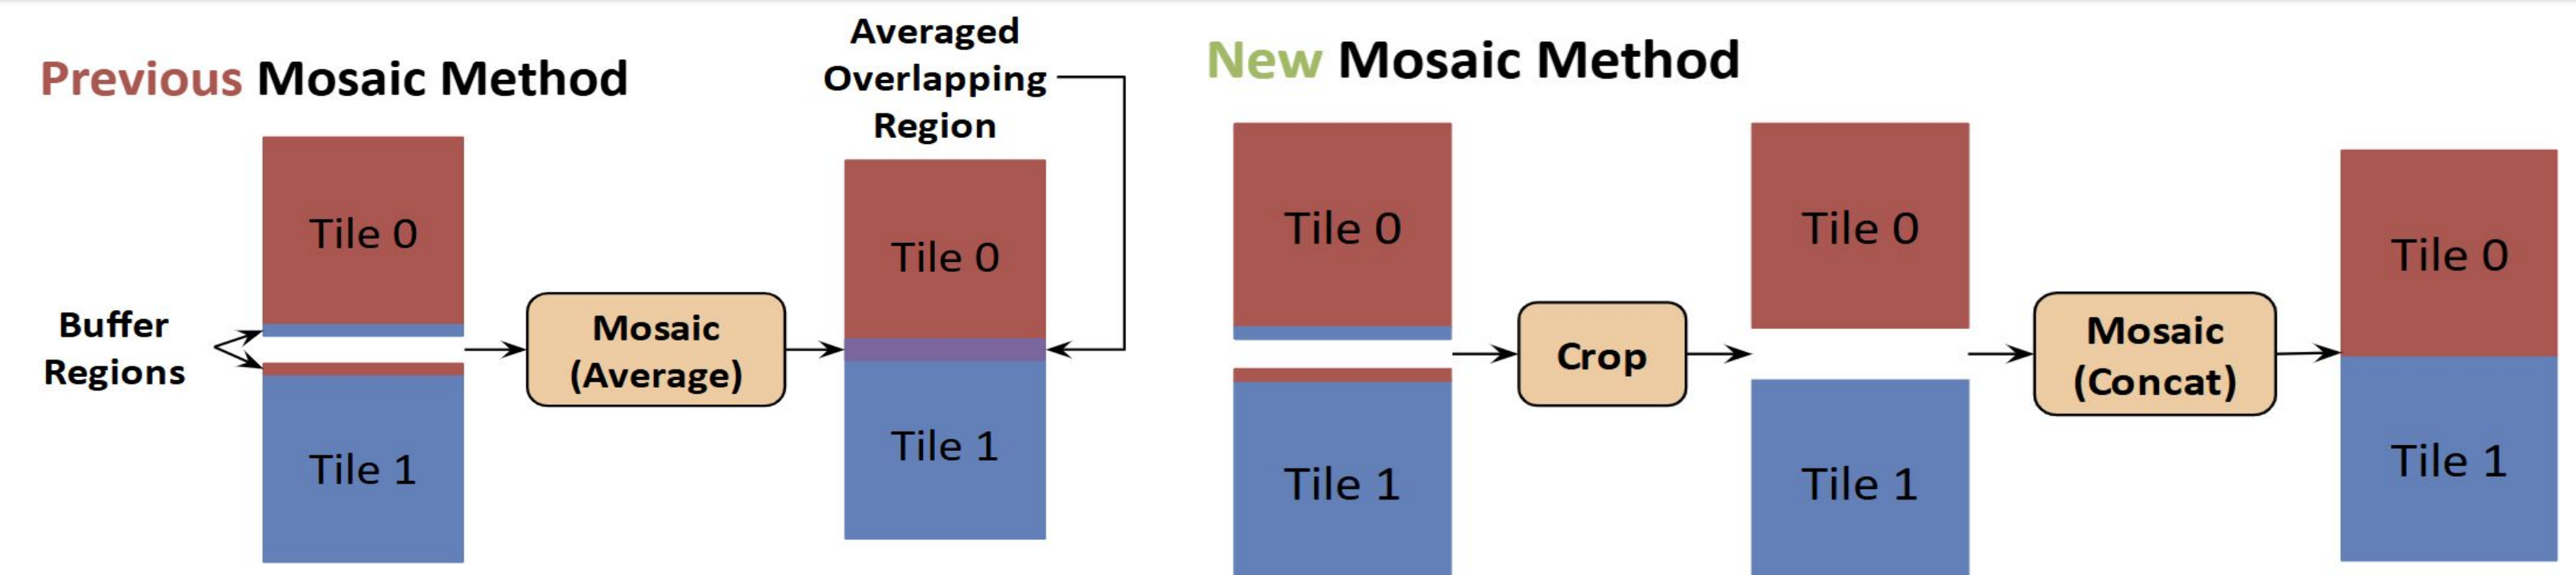 Previous Mosaic Method
Averaged
Overlapping
Region
Tile 0
Buffer
Regions
Tile 1
Mosaic
(Average)
Tile 0
Tile 1
New Mosaic Method
Tile 0
Tile 1
Crop
Tile 0
Tile 1
Mosaic
(Concat)
Tile 0
Tile 1